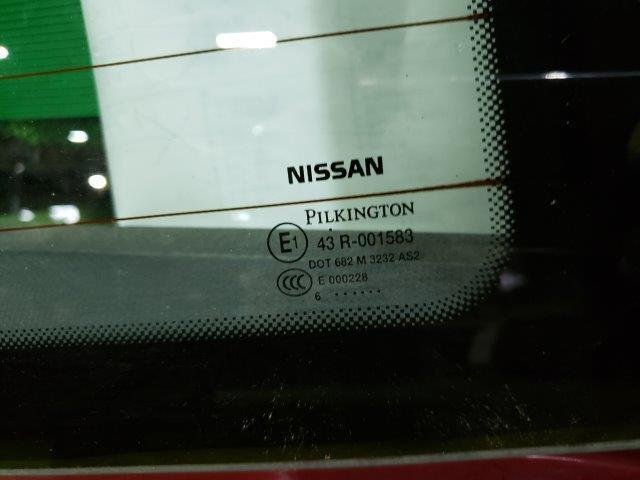 NISSAN
PILKINGTON
E1 43 R-001583
DOT 682 M 3232 AS2
CCC E 000228
6 ......